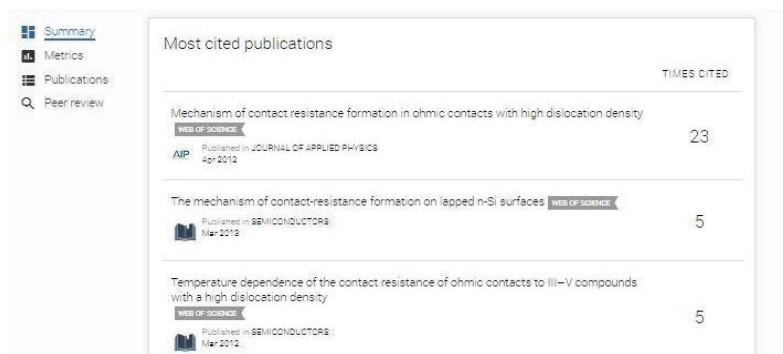 Summary
Metrics
Publications
Peer review
Most cited publications
TIMES CITED
Mechanism of contact resistance formation in ohmic contacts with high dislocation density
WEB OF SCIENCE
23
AIP
Published in JOURNAL OF APPLIED PHYSICS
Apr 2012
The mechanism of contact-resistance formation on lapped n-Si surfaces WEB OF SCIENCE
5
Published in SEMICONDUCTORS
Mar 2013
Temperature dependence of the contact resistance of ohmic contacts to III–V compounds
with a high dislocation density
WEB OF SCIENCE
5
Published in SEMICONDUCTORS
Mar 2012